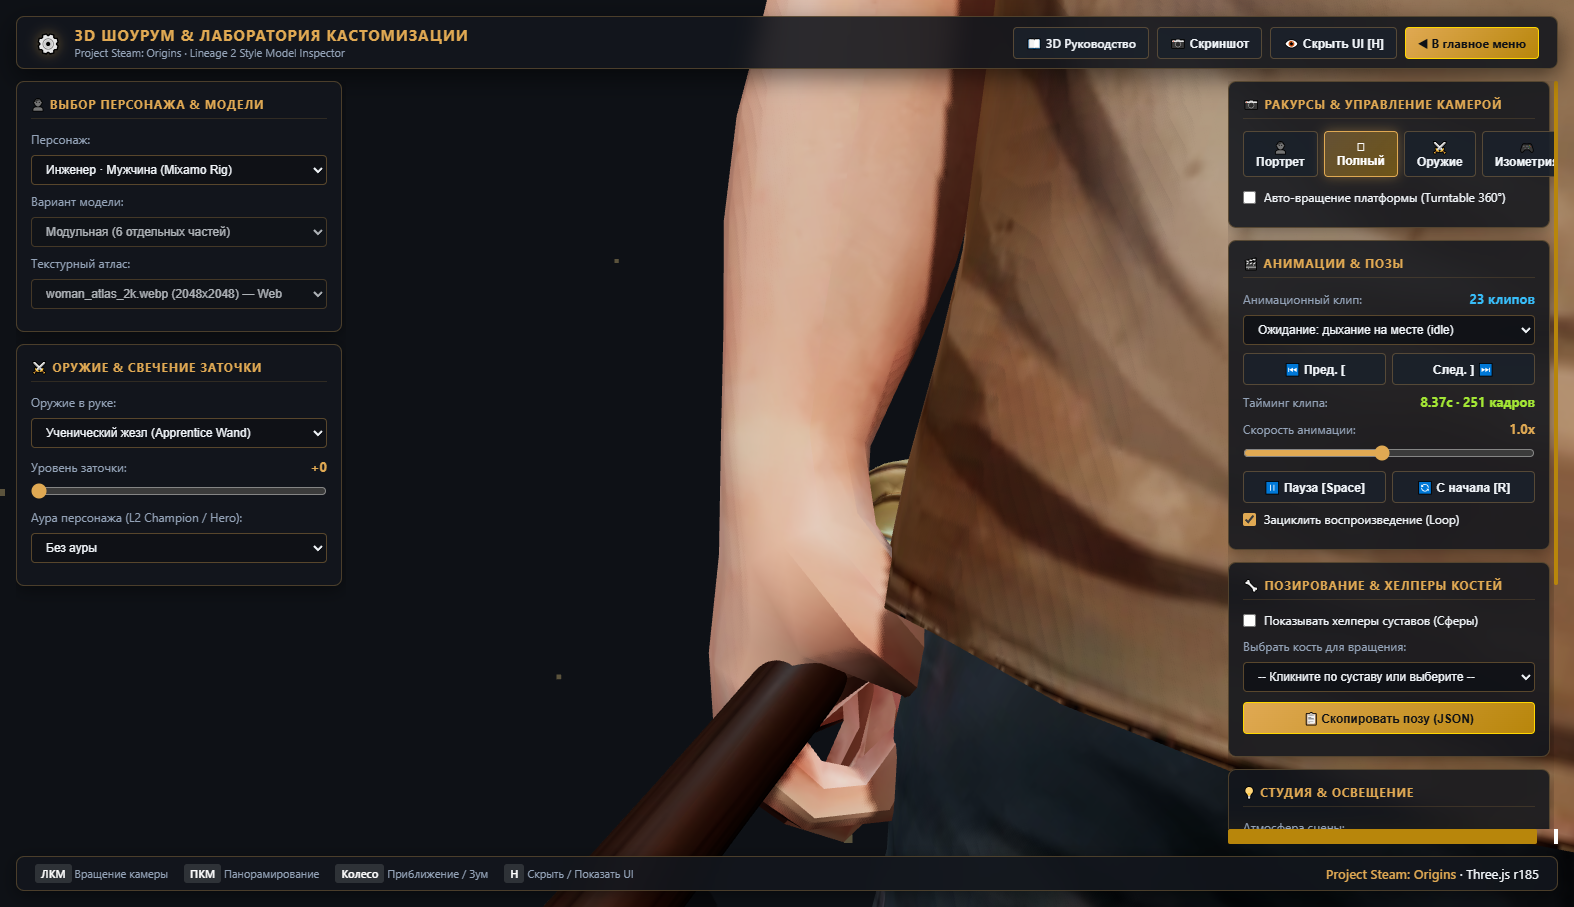 3D ШОУРУМ & ЛАБОРАТОРИЯ КАСТОМИЗАЦИИ
Project Steam: Origins · Lineage 2 Style Model Inspector
3D Руководство
Скриншот
Скрыть UI [H]
◀ В главное меню
ВЫБОР ПЕРСОНАЖА & МОДЕЛИ
Персонаж:
Инженер · Мужчина (Mixamo Rig)
Вариант модели:
Модульная (6 отдельных частей)
Текстурный атлас:
woman_atlas_2k.webp (2048x2048) — Web
ОРУЖИЕ & СВЕЧЕНИЕ ЗАТОЧКИ
Оружие в руке:
Ученический жезл (Apprentice Wand)
Уровень заточки: +0
Аура персонажа (L2 Champion / Hero):
Без ауры
РАКУРСЫ & УПРАВЛЕНИЕ КАМЕРОЙ
Портрет
Полный
Оружие
Изометрия
Авто-вращение платформы (Turntable 360°)
АНИМАЦИИ & ПОЗЫ
Анимационный клип: 23 клипов
Ожидание: дыхание на месте (idle)
Пред. [
След. ]
Тайминг клипа: 8.37с · 251 кадров
Скорость анимации: 1.0x
Пауза [Space]
С начала [R]
Зациклить воспроизведение (Loop)
ПОЗИРОВАНИЕ & ХЕЛПЕРЫ КОСТЕЙ
Показывать хелперы суставов (Сферы)
Выбрать кость для вращения:
-- Кликните по суставу или выберите --
Скопировать позу (JSON)
СТУДИЯ & ОСВЕЩЕНИЕ
Атмосфера сцены:
ЛКМ Вращение камеры
ПКМ Панорамирование
Колесо Приближение / Зум
H Скрыть / Показать UI
Project Steam: Origins · Three.js r185